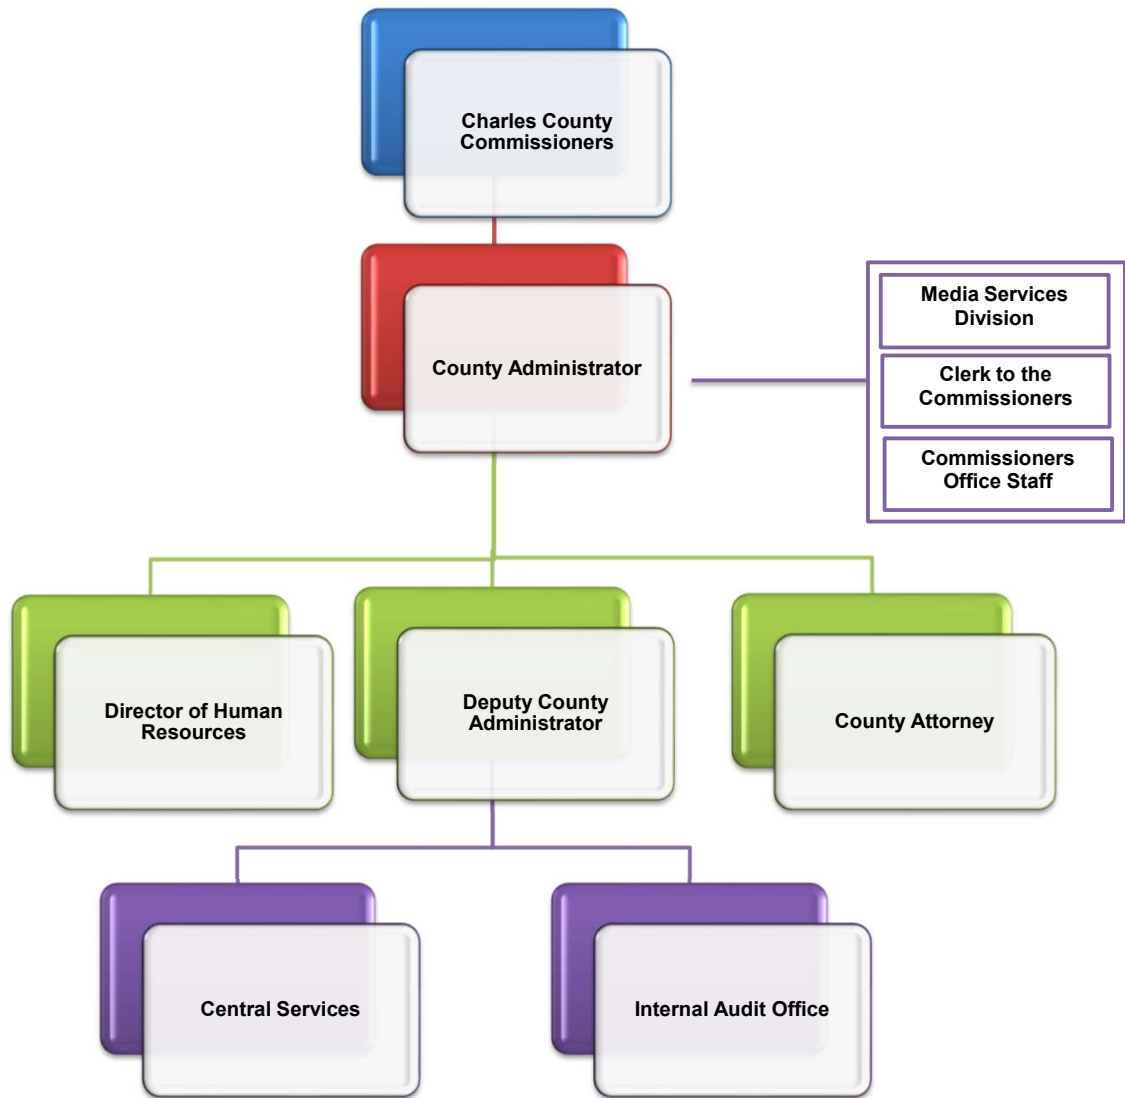 Charles County
Commissioners
County Administrator
Media Services
Division
Clerk to the
Commissioners
Commissioners
Office Staff
Director of Human
Resources
Deputy County
Administrator
County Attorney
Central Services
Internal Audit Office